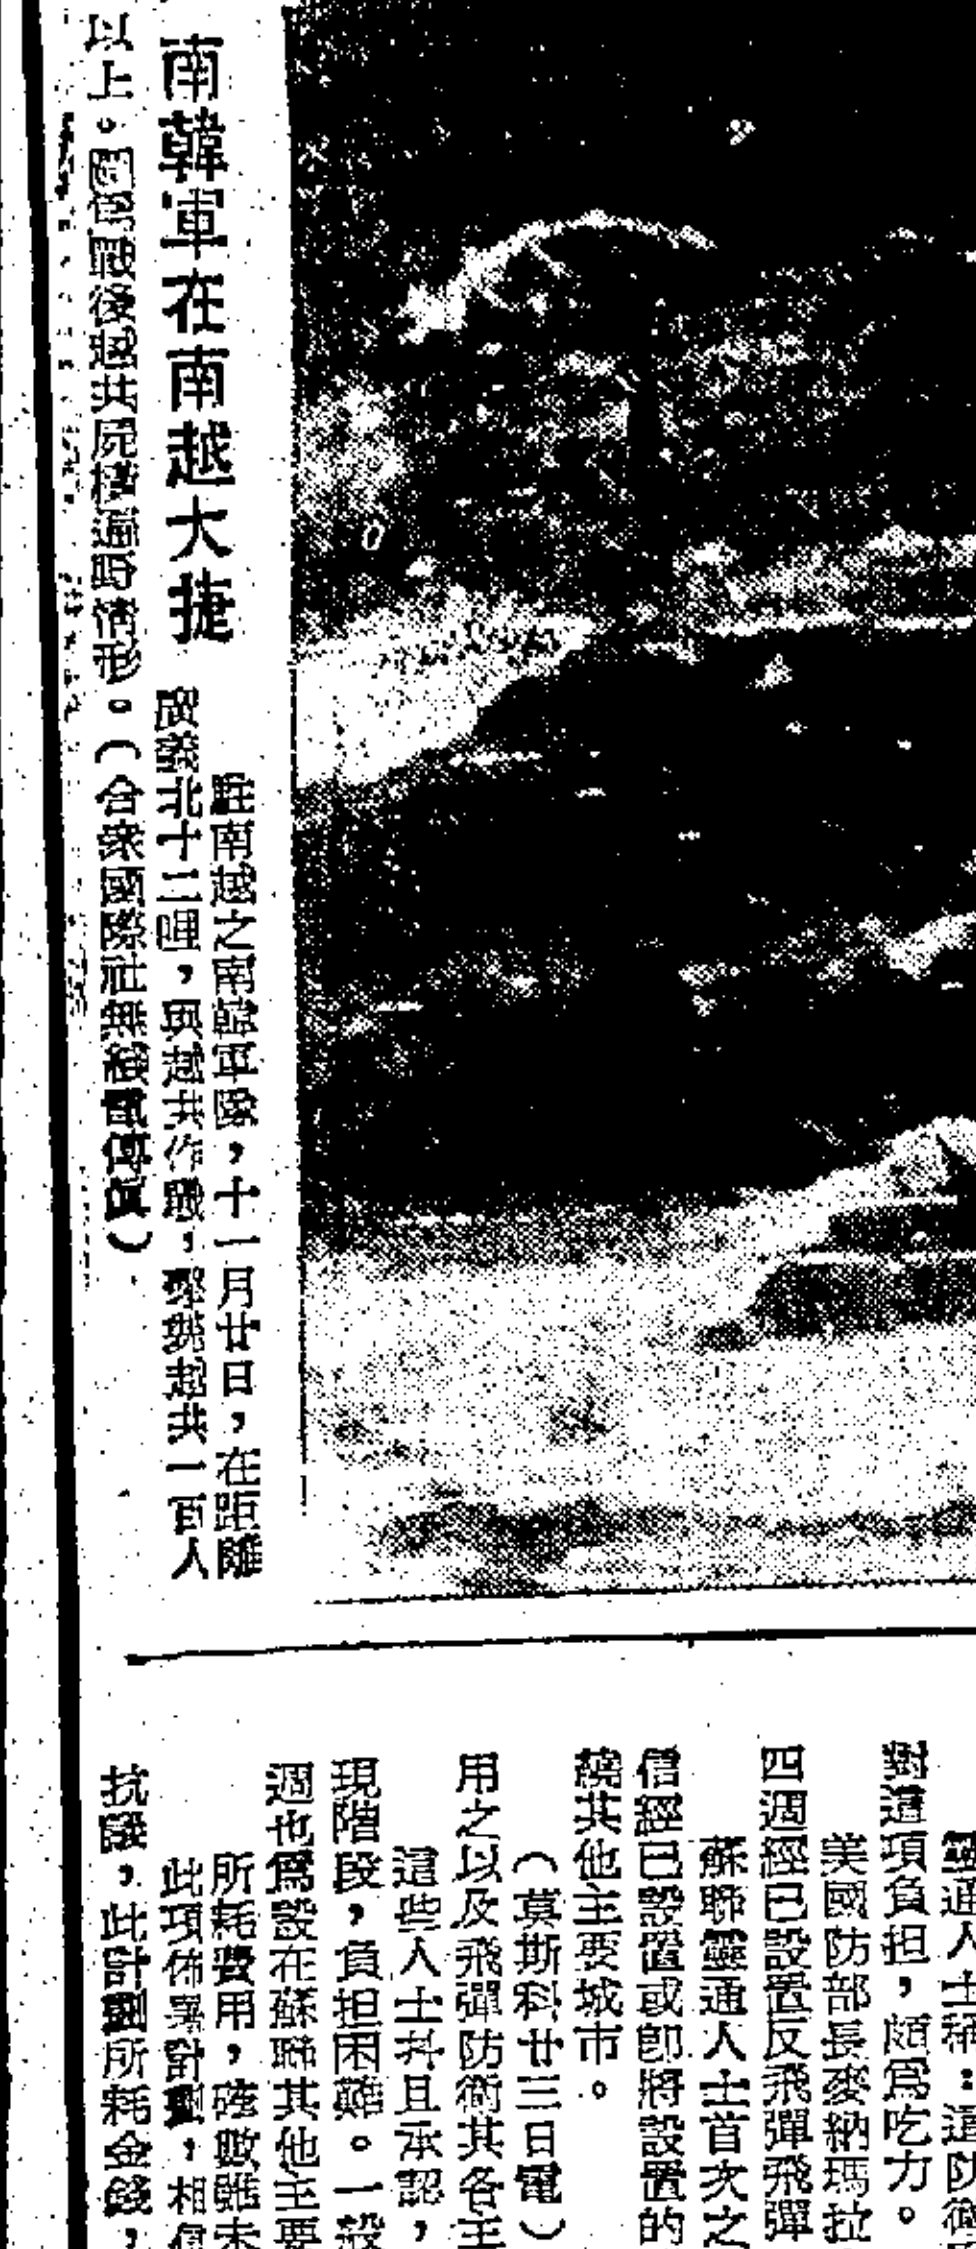 南韓軍在南越大捷
駐南越之南韓軍隊，十一月廿日，在距離
廣義北十二哩，與越共作戰，擊斃越共一百人
以上。圖爲戰後越共屍橫遍野情形。（合衆國際社無綫電傳眞）
靈通人士稱：這防衞
對這項負担，頗爲吃力。
美國防部長麥納瑪拉
四週經已設置反飛彈飛彈
蘇聯靈通人士首次之
信經已設置或卽將設置的
繞其他主要城市。
（莫斯科廿三日電）
用之以及飛彈防衞其各主
這些人士幷且承認，
現階段，負担困難。一般
週也爲設在蘇聯其他主要
所耗費用，確數雖未
此項佈署計劃，相信
抗議，此計劃所耗金錢，